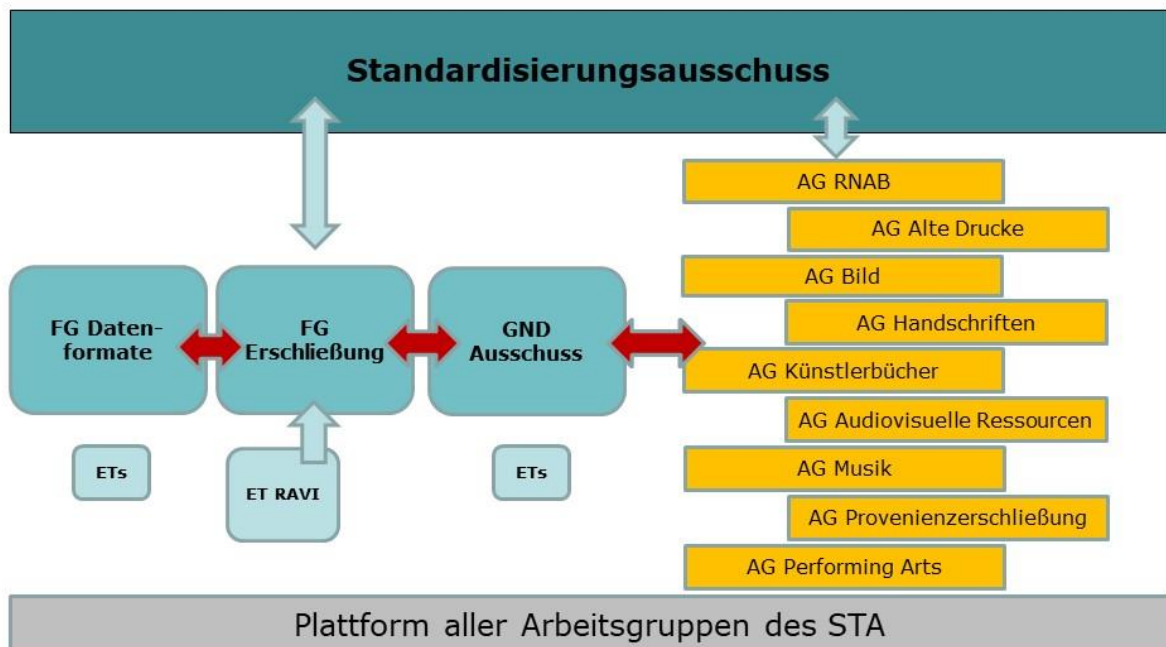 Standardisierungsausschuss
AG RNAB
AG Alte Drucke
AG Bild
AG Handschriften
AG Künstlerbücher
AG Audiovisuelle Ressourcen
AG Musik
AG Provenienzerschließung
AG Performing Arts
FG Daten-
formate
FG
Erschließung
GND
Ausschuss
ETs
ET RAVI
ETs
Plattform aller Arbeitsgruppen des STA